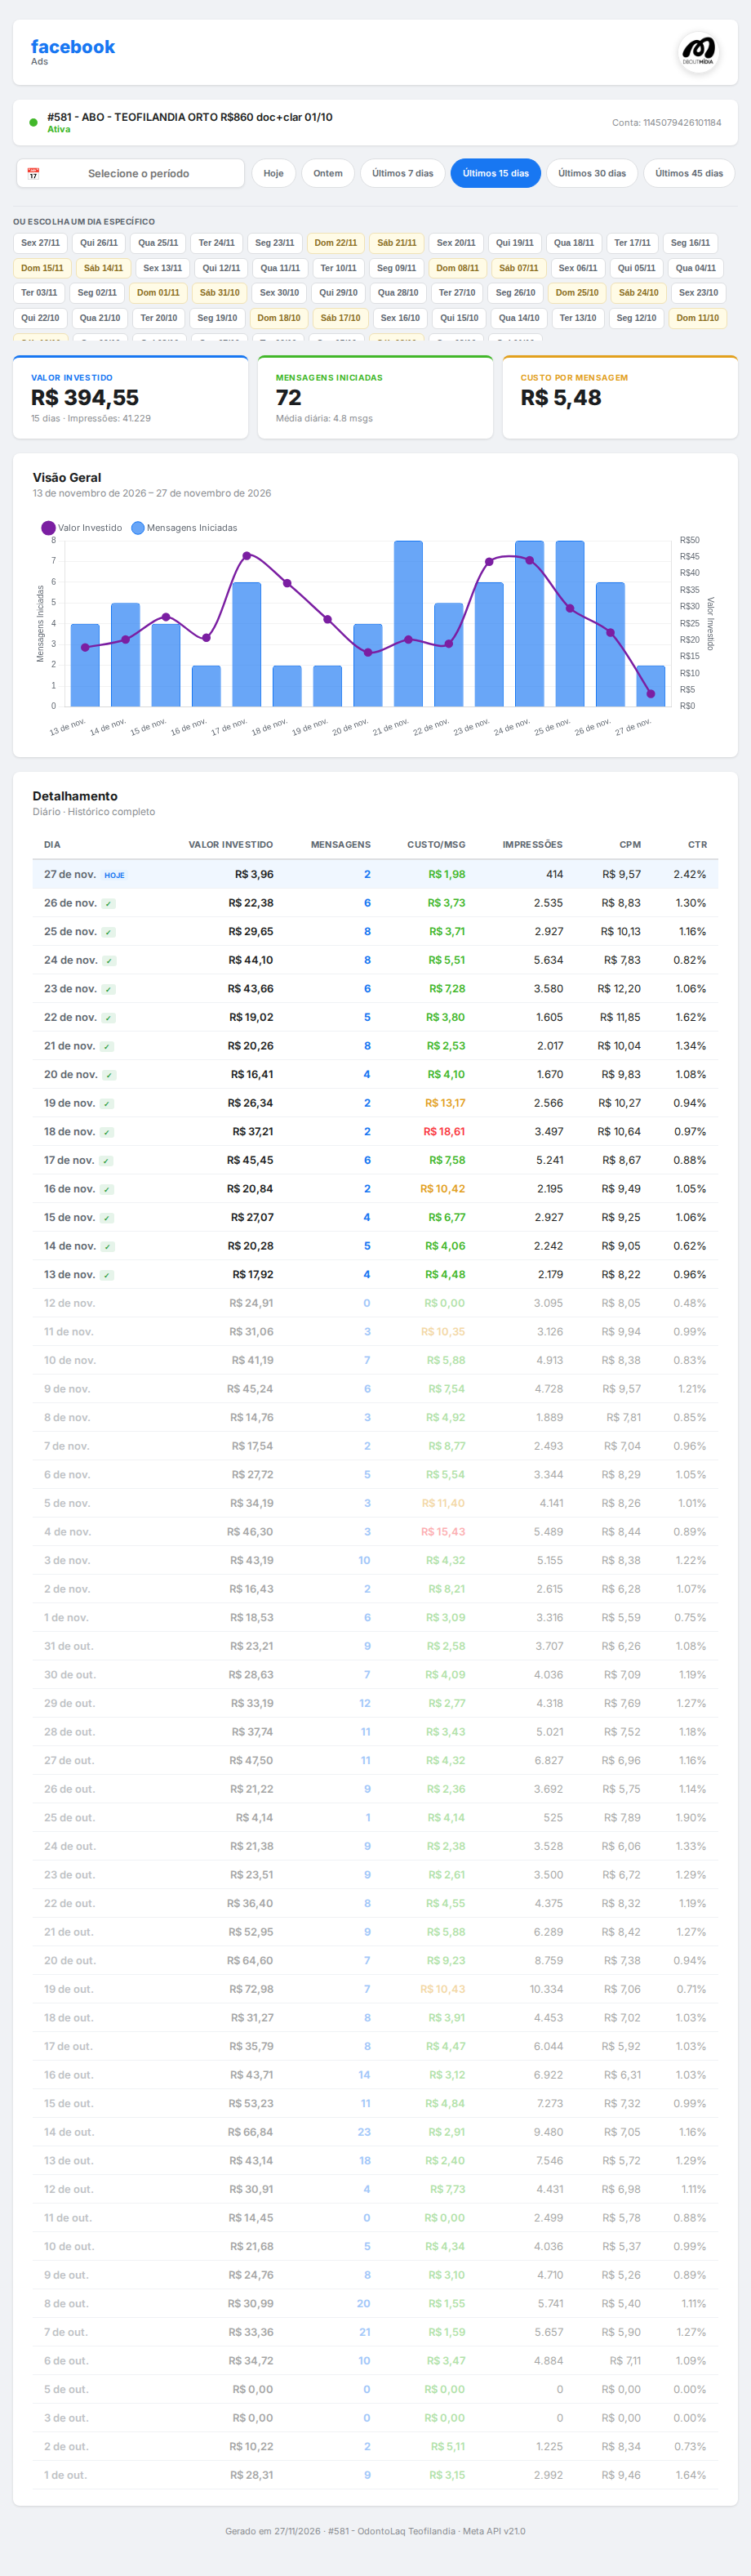 facebook
Ads
DBOUTMÍDIA
#581 - ABO - TEOFILANDIA ORTO R$860 doc+clar 01/10
Ativa
Conta: 1145079426101184
📅 Selecione o período
Hoje
Ontem
Últimos 7 dias
Últimos 15 dias
Últimos 30 dias
Últimos 45 dias
OU ESCOLHA UM DIA ESPECÍFICO
Sex 27/11 Qui 26/11 Qua 25/11 Ter 24/11 Seg 23/11 Dom 22/11 Sáb 21/11 Sex 20/11 Qui 19/11 Qua 18/11 Ter 17/11 Seg 16/11
Dom 15/11 Sáb 14/11 Sex 13/11 Qui 12/11 Qua 11/11 Ter 10/11 Seg 09/11 Dom 08/11 Sáb 07/11 Sex 06/11 Qui 05/11 Qua 04/11
Ter 03/11 Seg 02/11 Dom 01/11 Sáb 31/10 Sex 30/10 Qui 29/10 Qua 28/10 Ter 27/10 Seg 26/10 Dom 25/10 Sáb 24/10 Sex 23/10
Qui 22/10 Qua 21/10 Ter 20/10 Seg 19/10 Dom 18/10 Sáb 17/10 Sex 16/10 Qui 15/10 Qua 14/10 Ter 13/10 Seg 12/10 Dom 11/10
VALOR INVESTIDO
R$ 394,55
15 dias · Impressões: 41.229
MENSAGENS INICIADAS
72
Média diária: 4.8 msgs
CUSTO POR MENSAGEM
R$ 5,48
Visão Geral
13 de novembro de 2026 – 27 de novembro de 2026
Valor Investido Mensagens Iniciadas
Mensagens Iniciadas
8
7
6
5
4
3
2
1
0
R$50
R$45
R$40
R$35
R$30
R$25
R$20
R$15
R$10
R$5
R$0
Valor Investido
13 de nov. 14 de nov. 15 de nov. 16 de nov. 17 de nov. 18 de nov. 19 de nov. 20 de nov. 21 de nov. 22 de nov. 23 de nov. 24 de nov. 25 de nov. 26 de nov. 27 de nov.
Detalhamento
Diário · Histórico completo
DIA VALOR INVESTIDO MENSAGENS CUSTO/MSG IMPRESSÕES CPM CTR
27 de nov. HOJE R$ 3,96 2 R$ 1,98 414 R$ 9,57 2.42%
26 de nov. ✓ R$ 22,38 6 R$ 3,73 2.535 R$ 8,83 1.30%
25 de nov. ✓ R$ 29,65 8 R$ 3,71 2.927 R$ 10,13 1.16%
24 de nov. ✓ R$ 44,10 8 R$ 5,51 5.634 R$ 7,83 0.82%
23 de nov. ✓ R$ 43,66 6 R$ 7,28 3.580 R$ 12,20 1.06%
22 de nov. ✓ R$ 19,02 5 R$ 3,80 1.605 R$ 11,85 1.62%
21 de nov. ✓ R$ 20,26 8 R$ 2,53 2.017 R$ 10,04 1.34%
20 de nov. ✓ R$ 16,41 4 R$ 4,10 1.670 R$ 9,83 1.08%
19 de nov. ✓ R$ 26,34 2 R$ 13,17 2.566 R$ 10,27 0.94%
18 de nov. ✓ R$ 37,21 2 R$ 18,61 3.497 R$ 10,64 0.97%
17 de nov. ✓ R$ 45,45 6 R$ 7,58 5.241 R$ 8,67 0.88%
16 de nov. ✓ R$ 20,84 2 R$ 10,42 2.195 R$ 9,49 1.05%
15 de nov. ✓ R$ 27,07 4 R$ 6,77 2.927 R$ 9,25 1.06%
14 de nov. ✓ R$ 20,28 5 R$ 4,06 2.242 R$ 9,05 0.62%
13 de nov. ✓ R$ 17,92 4 R$ 4,48 2.179 R$ 8,22 0.96%
12 de nov. R$ 24,91 0 R$ 0,00 3.095 R$ 8,05 0.48%
11 de nov. R$ 31,06 3 R$ 10,35 3.126 R$ 9,94 0.99%
10 de nov. R$ 41,19 7 R$ 5,88 4.913 R$ 8,38 0.83%
9 de nov. R$ 45,24 6 R$ 7,54 4.728 R$ 9,57 1.21%
8 de nov. R$ 14,76 3 R$ 4,92 1.889 R$ 7,81 0.85%
7 de nov. R$ 17,54 2 R$ 8,77 2.493 R$ 7,04 0.96%
6 de nov. R$ 27,72 5 R$ 5,54 3.344 R$ 8,29 1.05%
5 de nov. R$ 34,19 3 R$ 11,40 4.141 R$ 8,26 1.01%
4 de nov. R$ 46,30 3 R$ 15,43 5.489 R$ 8,44 0.89%
3 de nov. R$ 43,19 10 R$ 4,32 5.155 R$ 8,38 1.22%
2 de nov. R$ 16,43 2 R$ 8,21 2.615 R$ 6,28 1.07%
1 de nov. R$ 18,53 6 R$ 3,09 3.316 R$ 5,59 0.75%
31 de out. R$ 23,21 9 R$ 2,58 3.707 R$ 6,26 1.08%
30 de out. R$ 28,63 7 R$ 4,09 4.036 R$ 7,09 1.19%
29 de out. R$ 33,19 12 R$ 2,77 4.318 R$ 7,69 1.27%
28 de out. R$ 37,74 11 R$ 3,43 5.021 R$ 7,52 1.18%
27 de out. R$ 47,50 11 R$ 4,32 6.827 R$ 6,96 1.16%
26 de out. R$ 21,22 9 R$ 2,36 3.692 R$ 5,75 1.14%
25 de out. R$ 4,14 1 R$ 4,14 525 R$ 7,89 1.90%
24 de out. R$ 21,38 9 R$ 2,38 3.528 R$ 6,06 1.33%
23 de out. R$ 23,51 9 R$ 2,61 3.500 R$ 6,72 1.29%
22 de out. R$ 36,40 8 R$ 4,55 4.375 R$ 8,32 1.19%
21 de out. R$ 52,95 9 R$ 5,88 6.289 R$ 8,42 1.27%
20 de out. R$ 64,60 7 R$ 9,23 8.759 R$ 7,38 0.94%
19 de out. R$ 72,98 7 R$ 10,43 10.334 R$ 7,06 0.71%
18 de out. R$ 31,27 8 R$ 3,91 4.453 R$ 7,02 1.03%
17 de out. R$ 35,79 8 R$ 4,47 6.044 R$ 5,92 1.03%
16 de out. R$ 43,71 14 R$ 3,12 6.922 R$ 6,31 1.03%
15 de out. R$ 53,23 11 R$ 4,84 7.273 R$ 7,32 0.99%
14 de out. R$ 66,84 23 R$ 2,91 9.480 R$ 7,05 1.16%
13 de out. R$ 43,14 18 R$ 2,40 7.546 R$ 5,72 1.29%
12 de out. R$ 30,91 4 R$ 7,73 4.431 R$ 6,98 1.11%
11 de out. R$ 14,45 0 R$ 0,00 2.499 R$ 5,78 0.88%
10 de out. R$ 21,68 5 R$ 4,34 4.036 R$ 5,37 0.99%
9 de out. R$ 24,76 8 R$ 3,10 4.710 R$ 5,26 0.89%
8 de out. R$ 30,99 20 R$ 1,55 5.741 R$ 5,40 1.11%
7 de out. R$ 33,36 21 R$ 1,59 5.657 R$ 5,90 1.27%
6 de out. R$ 34,72 10 R$ 3,47 4.884 R$ 7,11 1.09%
5 de out. R$ 0,00 0 R$ 0,00 0 R$ 0,00 0.00%
3 de out. R$ 0,00 0 R$ 0,00 0 R$ 0,00 0.00%
2 de out. R$ 10,22 2 R$ 5,11 1.225 R$ 8,34 0.73%
1 de out. R$ 28,31 9 R$ 3,15 2.992 R$ 9,46 1.64%
Gerado em 27/11/2026 · #581 - OdontoLaq Teofilandia · Meta API v21.0